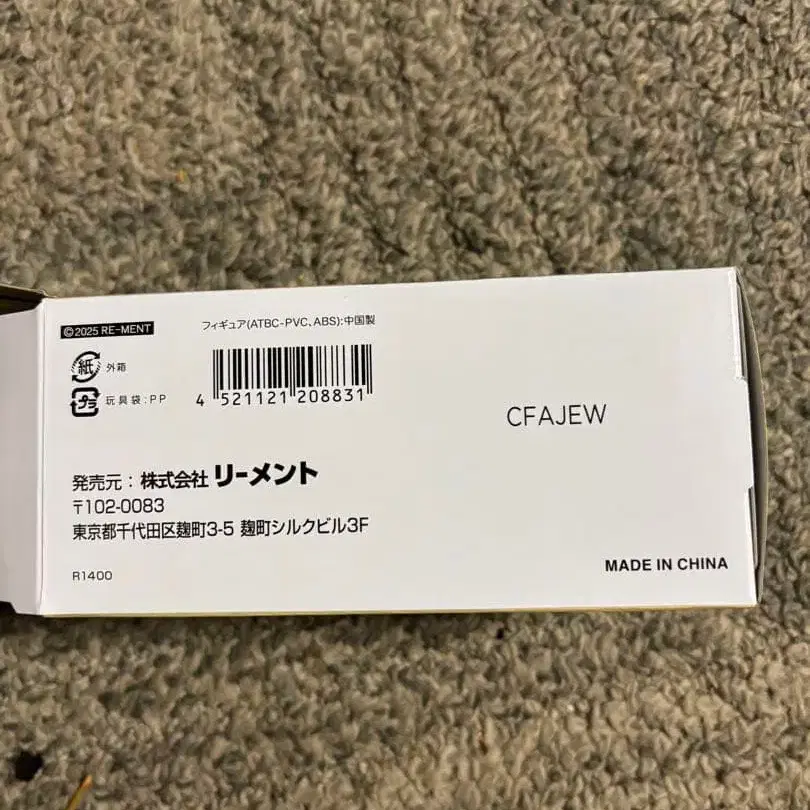 ©2025 RE-MENT
フィギュア(ATBC-PVC、ABS):中国製
紙 外箱
プラ 玩具袋:PP
4 521121 208831
CFAJEW
発売元:株式会社 リーメント
〒102-0083
東京都千代田区麹町3-5 麹町シルクビル3F
R1400
MADE IN CHINA